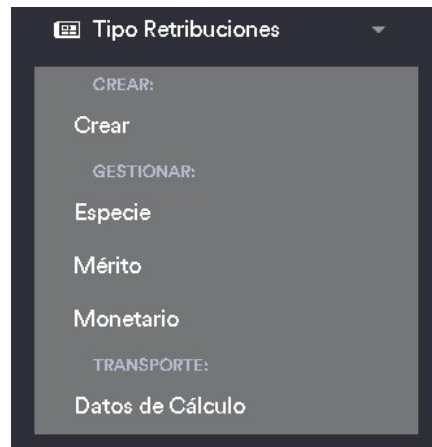 Tipo Retribuciones
CREAR:
Crear
GESTIONAR:
Especie
Mérito
Monetario
TRANSPORTE:
Datos de Cálculo